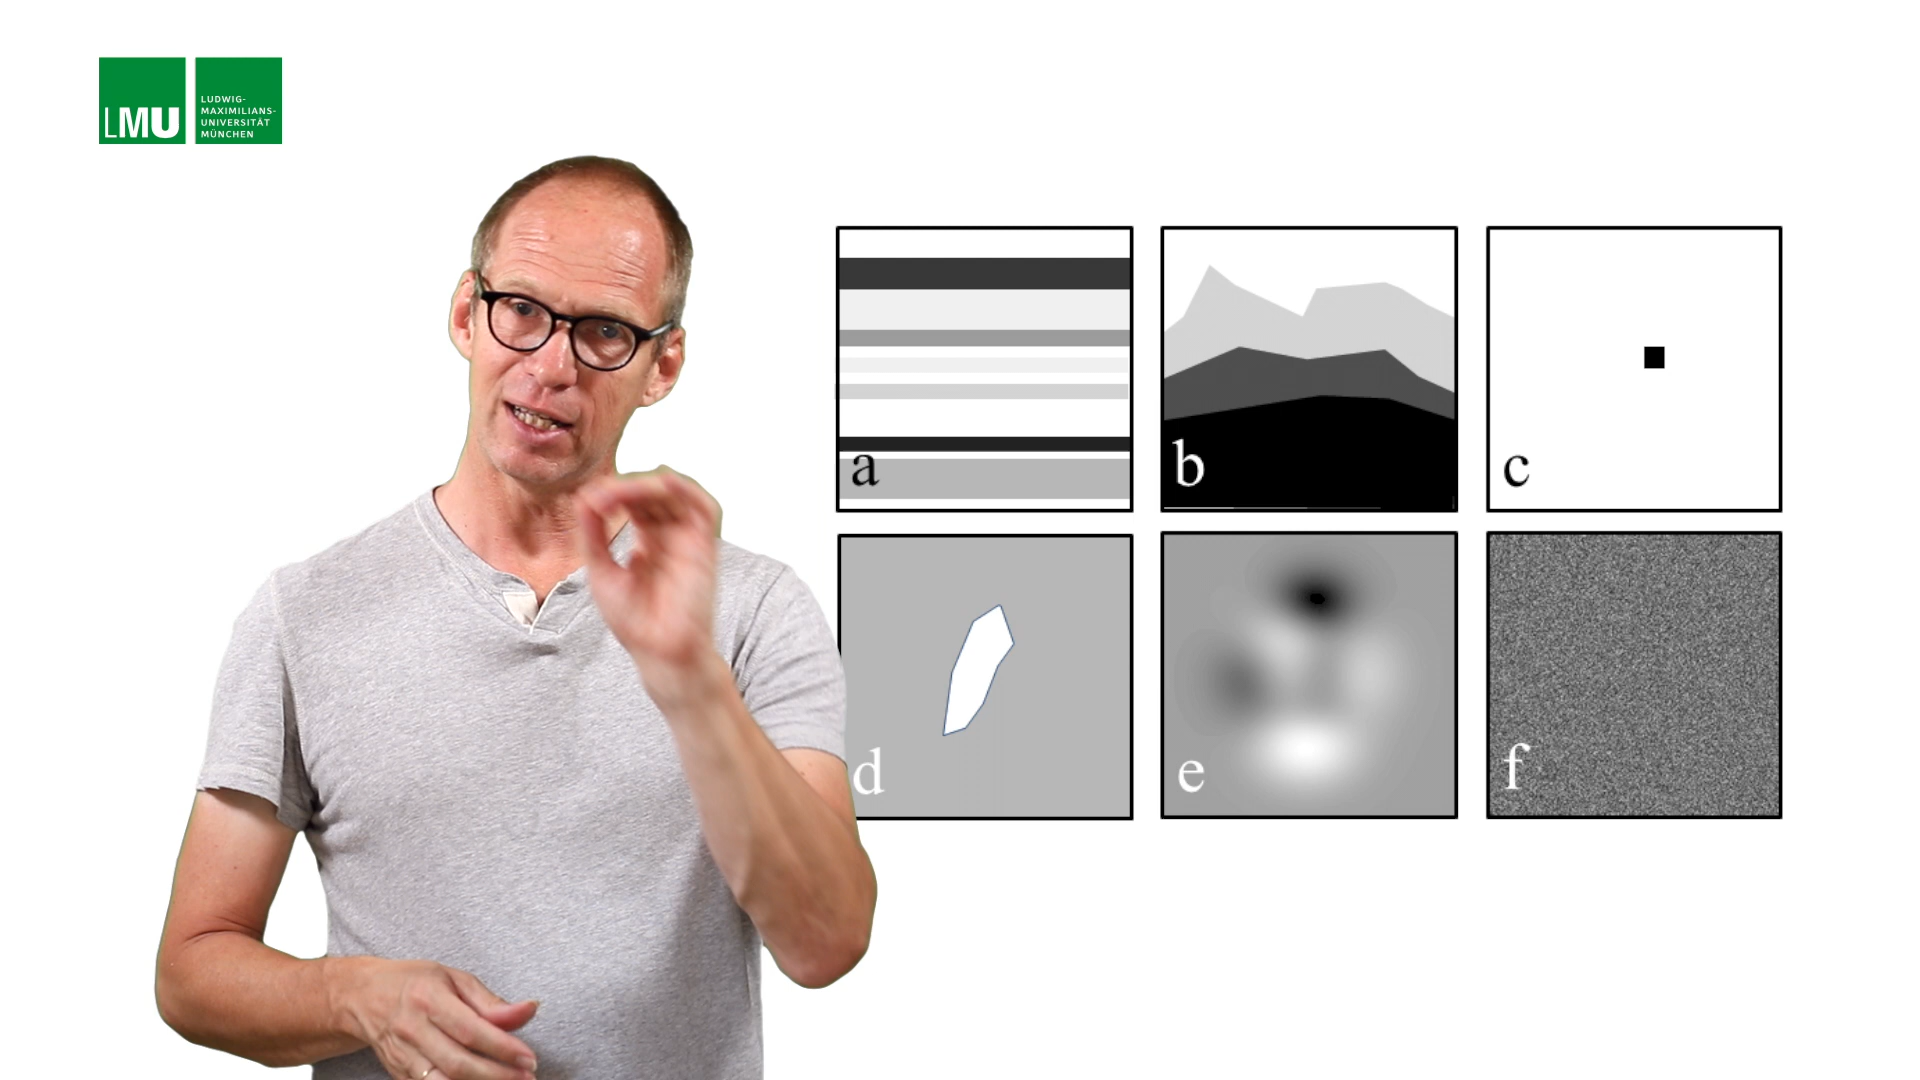 LMU
LUDWIG-
MAXIMILIANS-
UNIVERSITÄT
MÜNCHEN
a
b
c
d
e
f